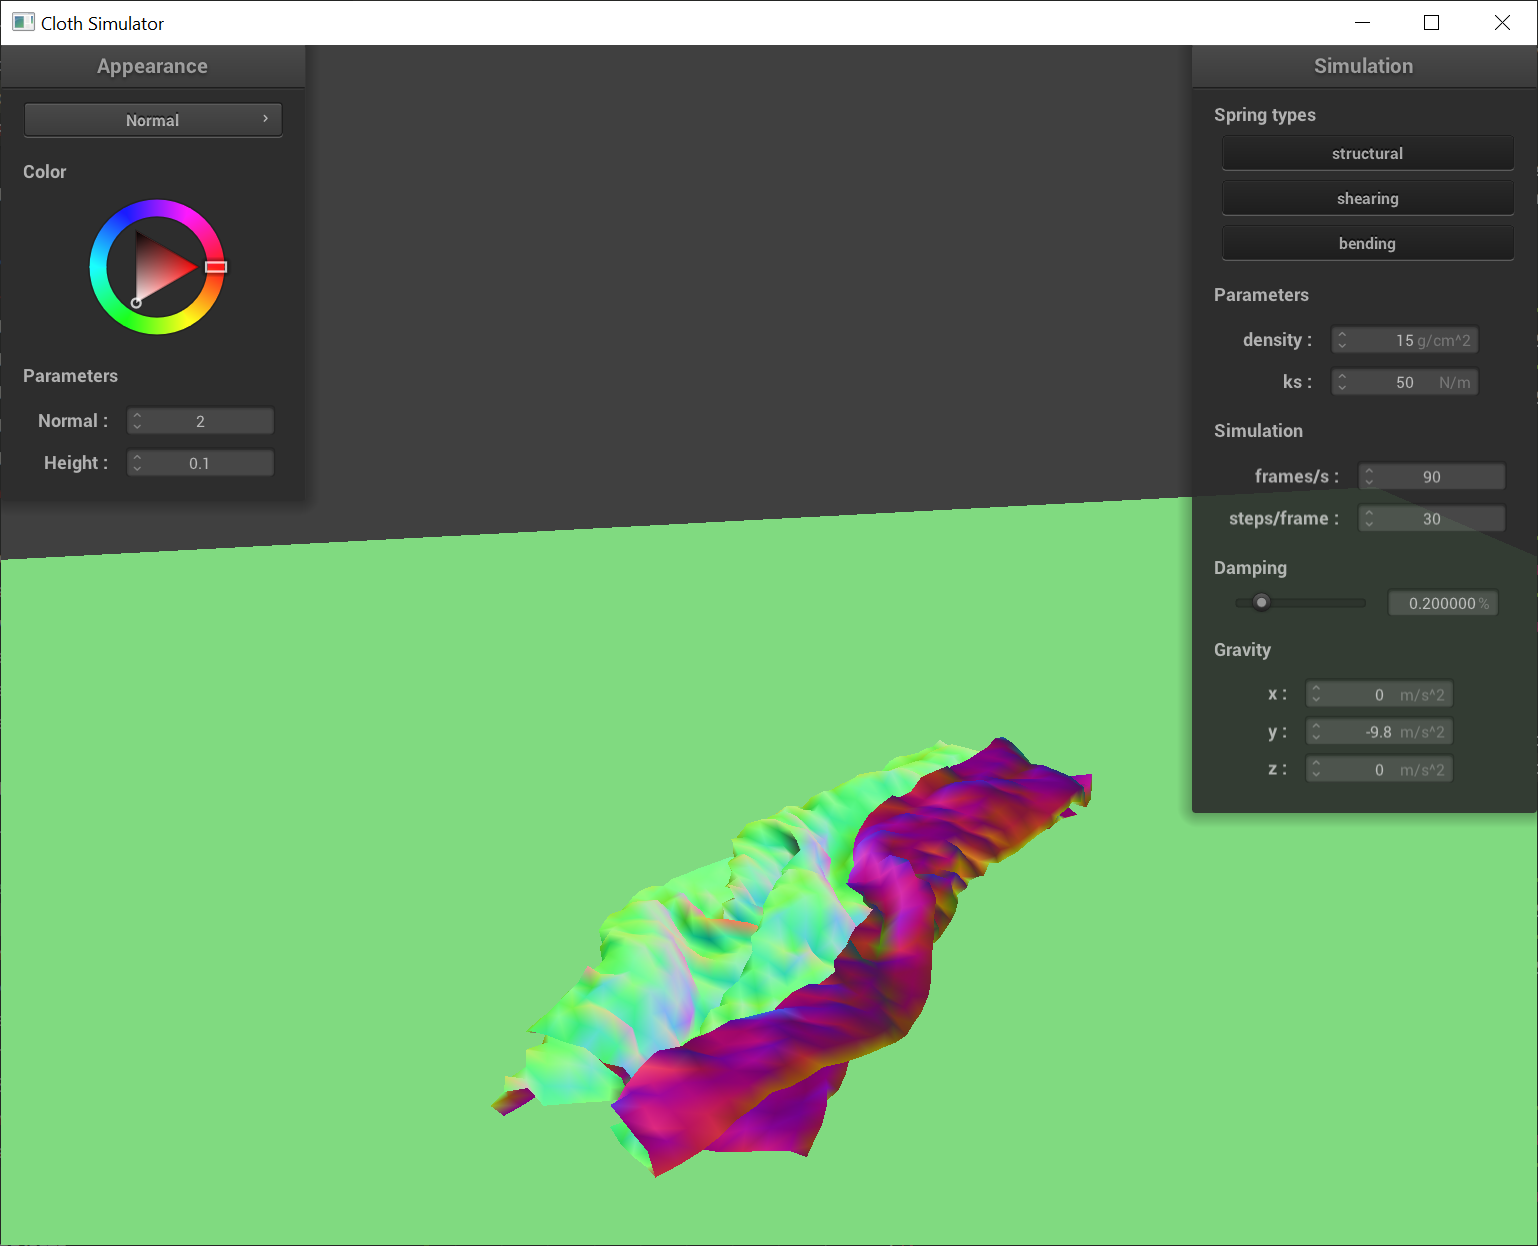 Cloth Simulator
Appearance
Normal
Color
Parameters
Normal : 2
Height : 0.1
Simulation
Spring types
structural
shearing
bending
Parameters
density : 15 g/cm^2
ks : 50 N/m
Simulation
frames/s : 90
steps/frame : 30
Damping
0.200000 %
Gravity
x : 0 m/s^2
y : -9.8 m/s^2
z : 0 m/s^2